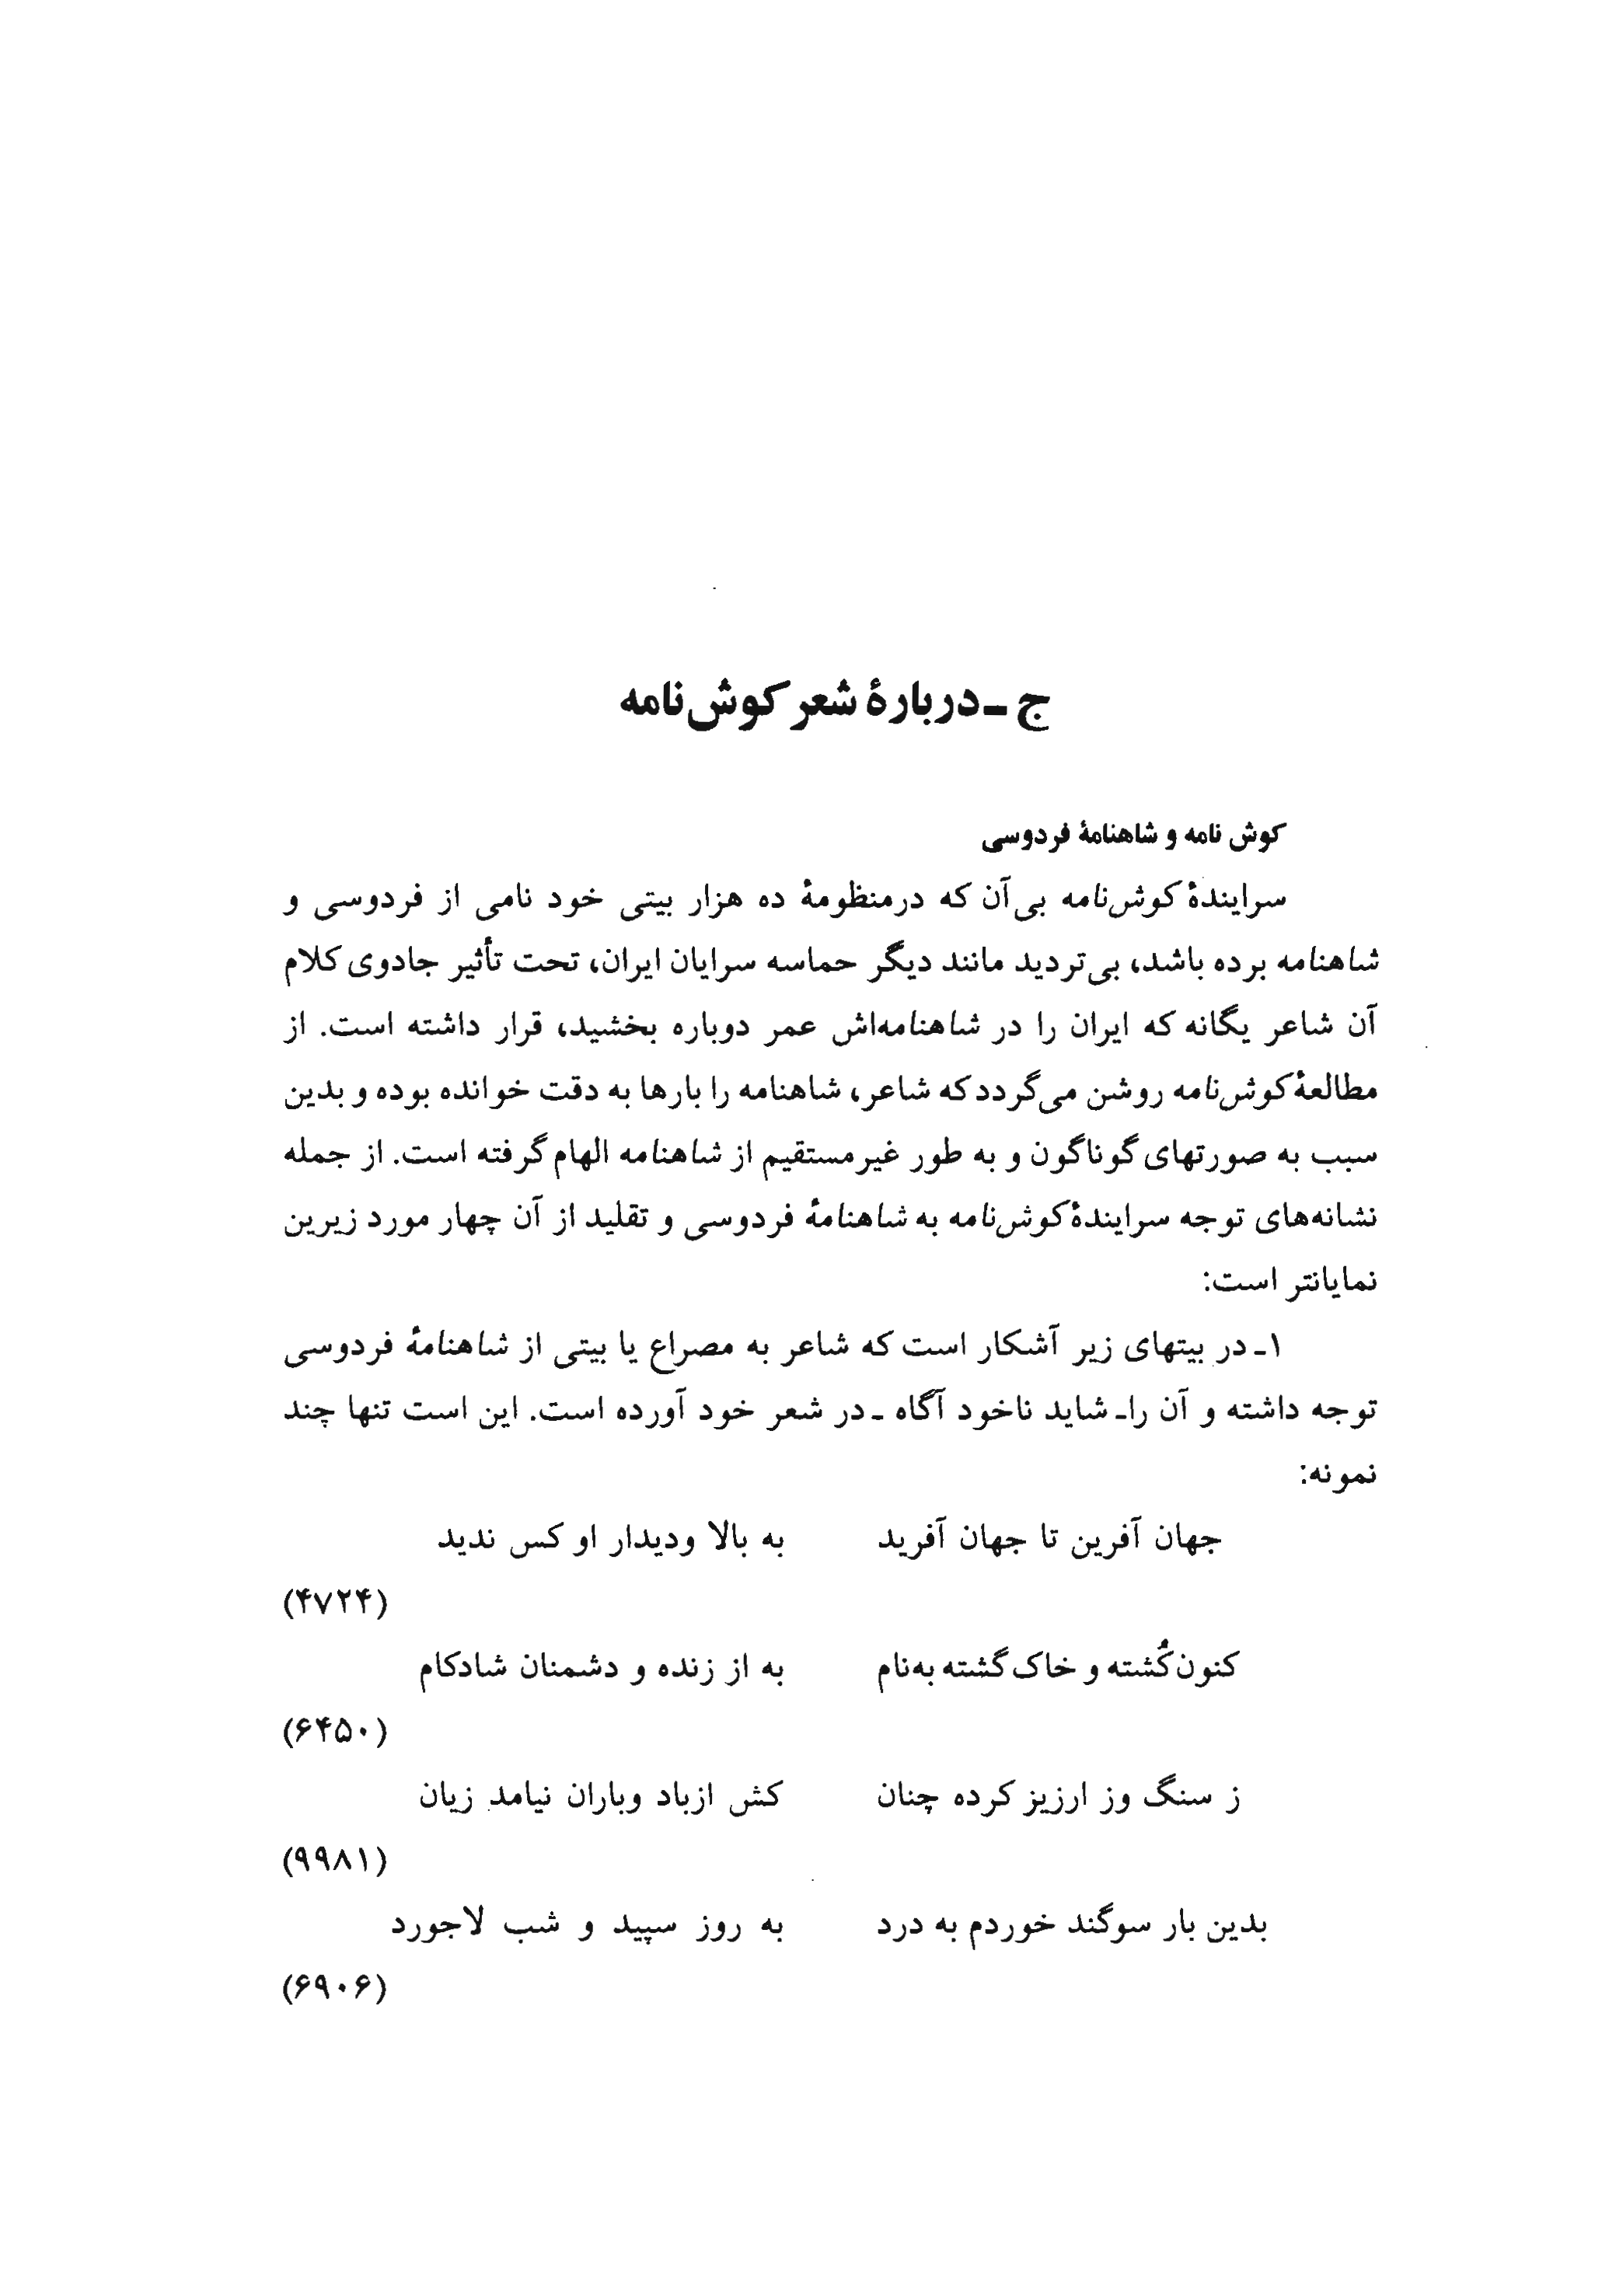 ج ـ دربارهٔ شعر کوش‌نامه
کوش نامه و شاهنامهٔ فردوسی
سرایندهٔ کوش‌نامه بی‌آن که درمنظومهٔ ده هزار بیتی خود نامی از فردوسی و
شاهنامه برده باشد، بی‌تردید مانند دیگر حماسه سرایان ایران، تحت تأثیر جادوی کلام
آن شاعر یگانه که ایران را در شاهنامه‌اش عمر دوباره بخشید، قرار داشته است. از
مطالعهٔ کوش‌نامه روشن می‌گردد که شاعر، شاهنامه را بارها به دقت خوانده بوده و بدین
سبب به صورتهای گوناگون و به طور غیرمستقیم از شاهنامه الهام گرفته است. از جمله
نشانه‌های توجه سرایندهٔ کوش‌نامه به شاهنامهٔ فردوسی و تقلید از آن چهار مورد زیرین
نمایانتر است:
۱ـ در بیتهای زیر آشکار است که شاعر به مصراع یا بیتی از شاهنامهٔ فردوسی
توجه داشته و آن راـ شاید ناخود آگاه ـ در شعر خود آورده است. این است تنها چند
نمونه:
جهان آفرین تا جهان آفرید به بالا ودیدار او کس ندید
(۴۷۲۴)
کنون کُشته و خاک گشته به‌نام به از زنده و دشمنان شادکام
(۶۴۵۰)
ز سنگ وز ارزیز کرده چنان کش ازباد وباران نیامد زیان
(۹۹۸۱)
بدین بار سوگند خوردم به درد به روز سپید و شب لاجورد
(۶۹۰۶)